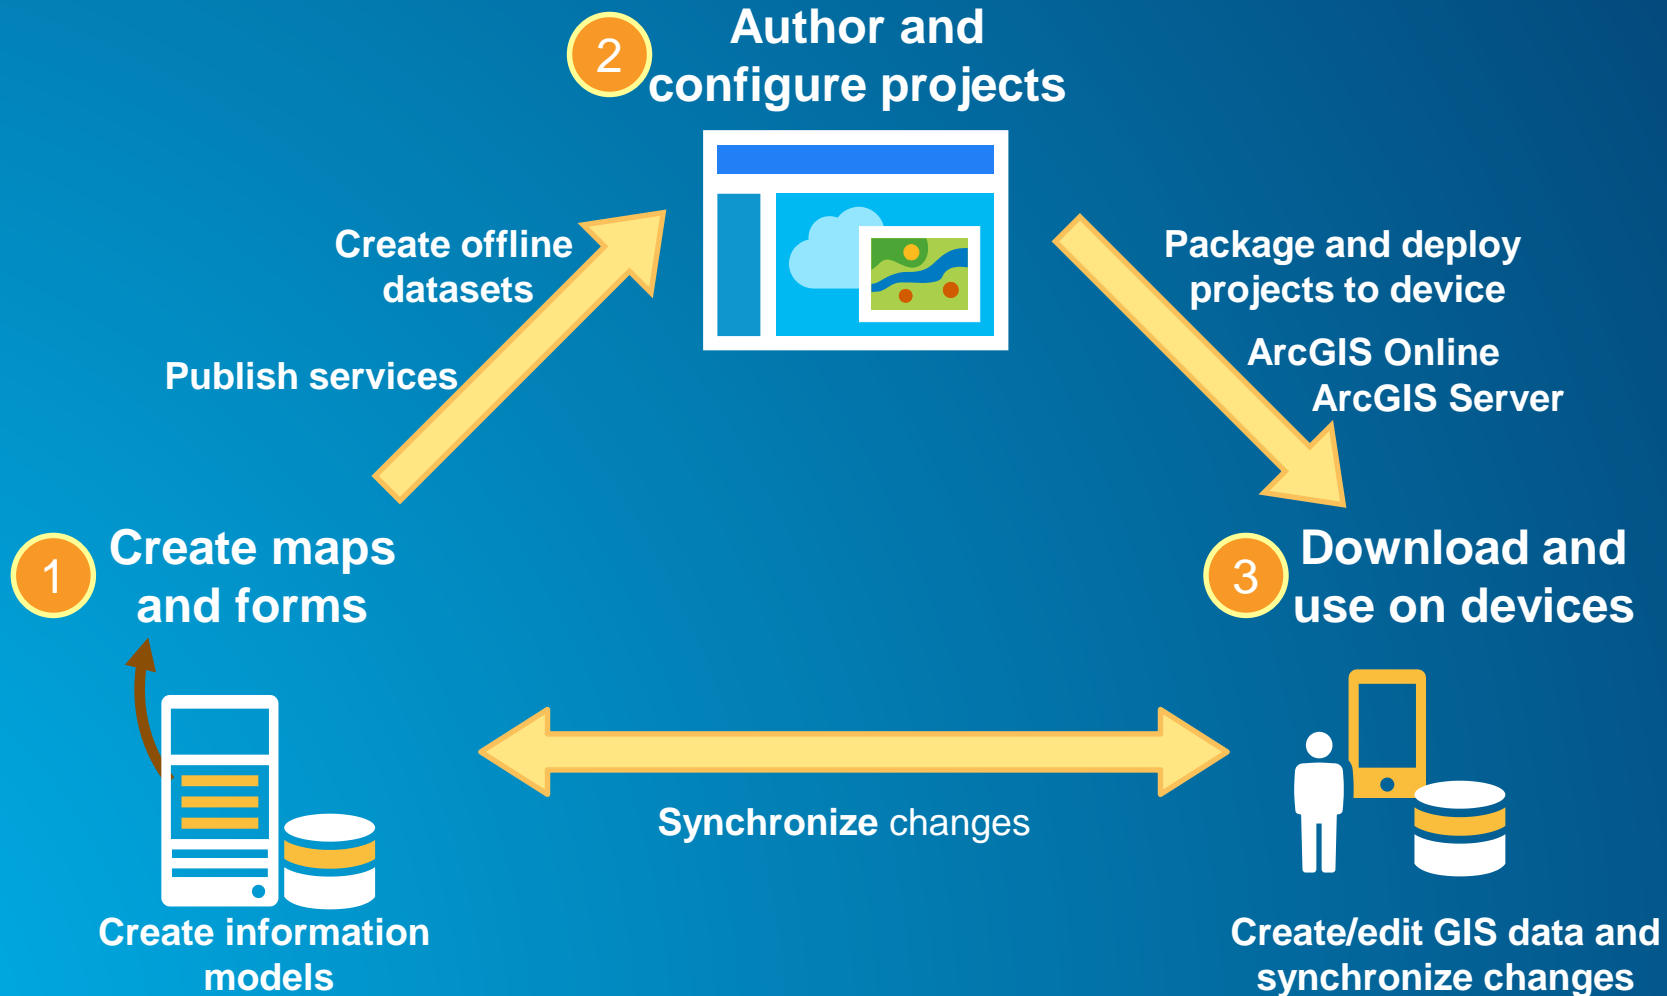 2
Author and
configure projects
Create offline
datasets
Publish services
Package and deploy
projects to device
ArcGIS Online
ArcGIS Server
1
Create maps
and forms
3
Download and
use on devices
Synchronize changes
Create information
models
Create/edit GIS data and
synchronize changes